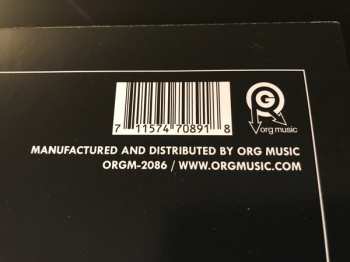 org music
7 11574 70891 8
MANUFACTURED AND DISTRIBUTED BY ORG MUSIC
ORGM-2086 / WWW.ORGMUSIC.COM